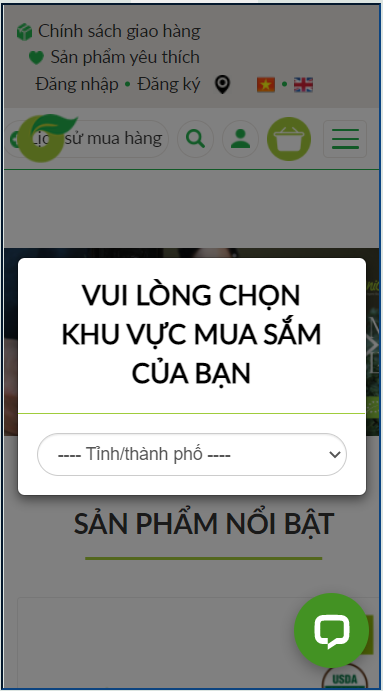 Chính sách giao hàng
Sản phẩm yêu thích
Đăng nhập • Đăng ký
sử mua hàng
VUI LÒNG CHỌN
KHU VỰC MUA SẮM
CỦA BẠN
---- Tỉnh/thành phố ----
SẢN PHẨM NỔI BẬT
USDA